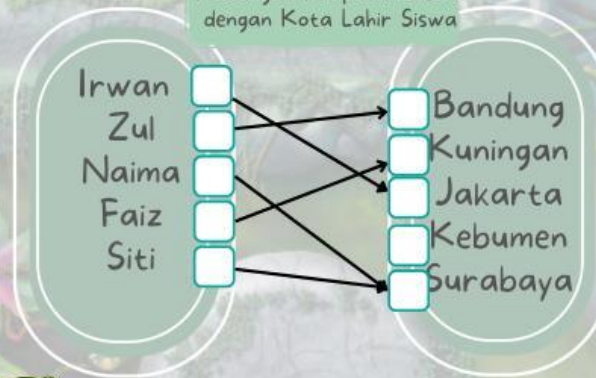 dengan Kota Lahir Siswa
Irwan
Zul
Naima
Faiz
Siti
Bandung
Kuningan
Jakarta
Kebumen
Surabaya